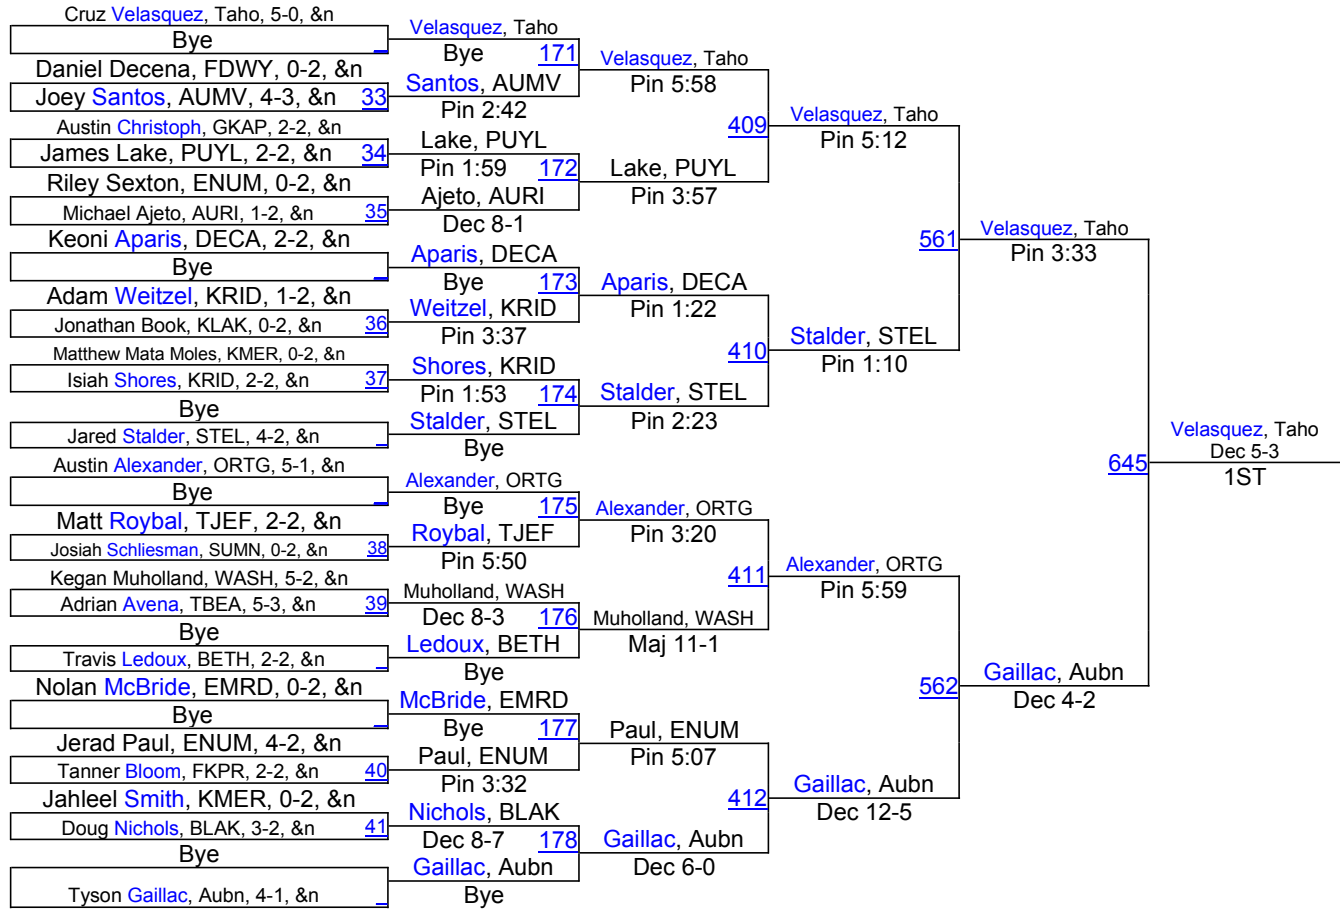 Cruz Velasquez, Taho, 5-0, &n
Bye
Daniel Decena, FDWY, 0-2, &n
Joey Santos, AUMV, 4-3, &n 33
Austin Christoph, GKAP, 2-2, &n
James Lake, PUYL, 2-2, &n 34
Riley Sexton, ENUM, 0-2, &n
Michael Ajeto, AURI, 1-2, &n 35
Keoni Aparis, DECA, 2-2, &n
Bye
Adam Weitzel, KRID, 1-2, &n
Jonathan Book, KLAK, 0-2, &n 36
Matthew Mata Moles, KMER, 0-2, &n
Isiah Shores, KRID, 2-2, &n 37
Bye
Jared Stalder, STEL, 4-2, &n
Austin Alexander, ORTG, 5-1, &n
Bye
Matt Roybal, TJEF, 2-2, &n
Josiah Schliesman, SUMN, 0-2, &n 38
Kegan Muholland, WASH, 5-2, &n
Adrian Avena, TBEA, 5-3, &n 39
Bye
Travis Ledoux, BETH, 2-2, &n
Nolan McBride, EMRD, 0-2, &n
Bye
Jerad Paul, ENUM, 4-2, &n
Tanner Bloom, FKPR, 2-2, &n 40
Jahleel Smith, KMER, 0-2, &n
Doug Nichols, BLAK, 3-2, &n 41
Bye
Tyson Gaillac, Aubn, 4-1, &n
Velasquez, Taho
Bye 171
Santos, AUMV
Pin 2:42
Lake, PUYL
Pin 1:59 172
Ajeto, AURI
Dec 8-1
Aparis, DECA
Bye 173
Weitzel, KRID
Pin 3:37
Shores, KRID
Pin 1:53 174
Stalder, STEL
Bye
Alexander, ORTG
Bye 175
Roybal, TJEF
Pin 5:50
Muholland, WASH
Dec 8-3 176
Ledoux, BETH
Bye
McBride, EMRD
Bye 177
Paul, ENUM
Pin 3:32
Nichols, BLAK
Dec 8-7 178
Gaillac, Aubn
Bye
Velasquez, Taho
Pin 5:58
409
Lake, PUYL
Pin 3:57
Aparis, DECA
Pin 1:22
410
Stalder, STEL
Pin 2:23
Alexander, ORTG
Pin 3:20
411
Muholland, WASH
Maj 11-1
Paul, ENUM
Pin 5:07
412
Gaillac, Aubn
Dec 6-0
Velasquez, Taho
Pin 5:12
561
Stalder, STEL
Pin 1:10
Alexander, ORTG
Pin 5:59
562
Gaillac, Aubn
Dec 12-5
Velasquez, Taho
Pin 3:33
645
Gaillac, Aubn
Dec 4-2
Velasquez, Taho
Dec 5-3
1ST